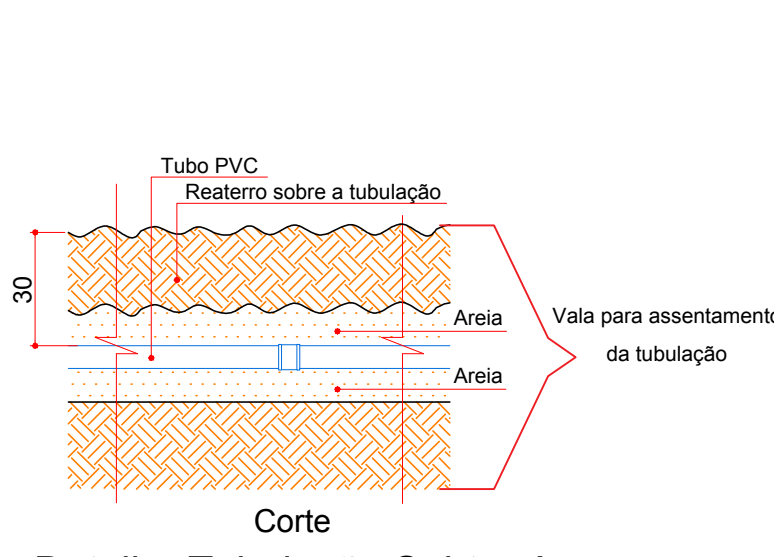 Tubo PVC
Reaterro sobre a tubulação
30
Areia
Vala para assentamento
da tubulação
Areia
Corte